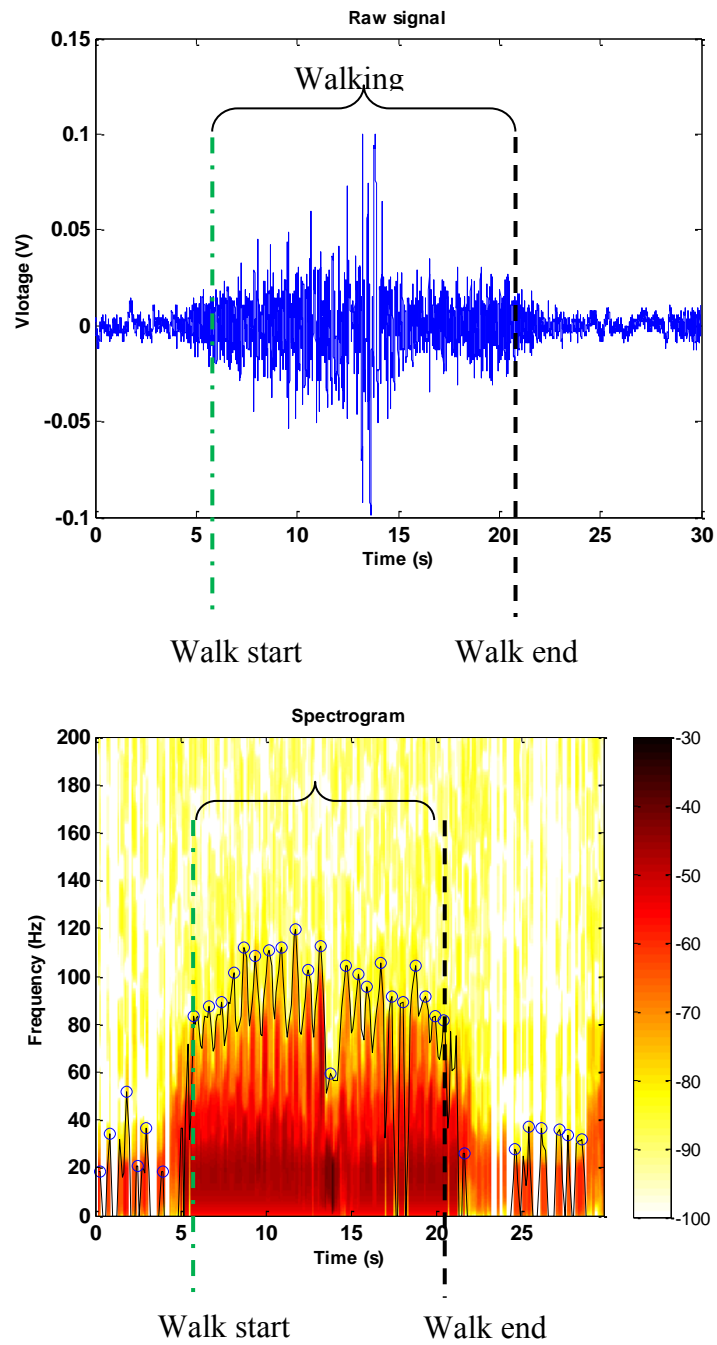 Raw signal
0.15
Walking
0.1
0.05
0
-0.05
-0.1
Vlotage (V)
0 5 10 15 20 25 30
Time (s)
Walk start Walk end
Spectrogram
200
180
160
140
120
100
80
60
40
20
0
Frequency (Hz)
-30
-40
-50
-60
-70
-80
-90
-100
0 5 10 15 20 25
Time (s)
Walk start Walk end